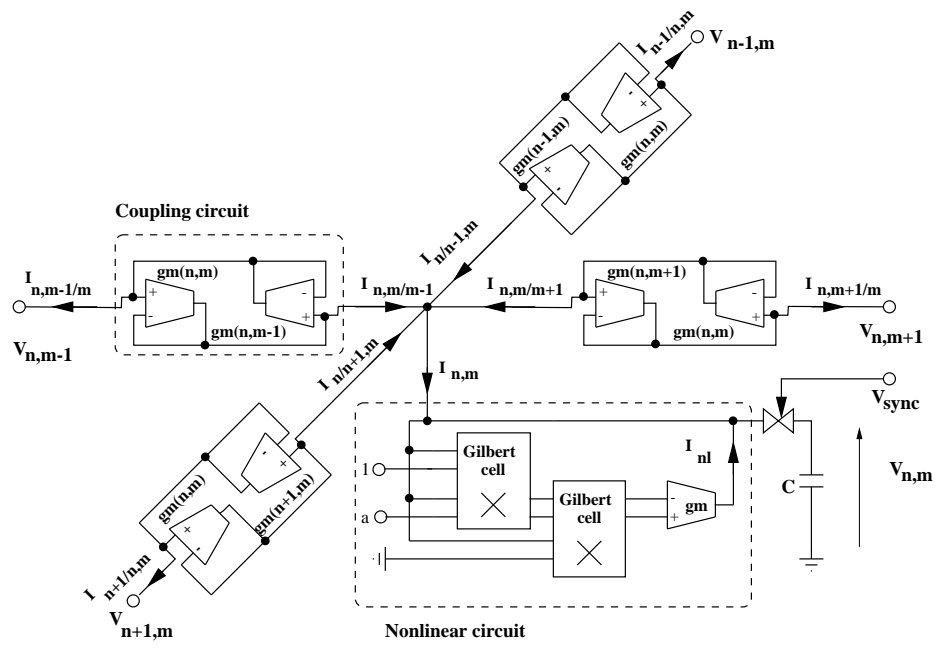 I n-1/n,m
V n-1,m
gm(n-1,m)
gm(n,m)
-
+
+
-
Coupling circuit
I n/n-1,m
I n,m-1/m
gm(n,m)
+
-
-
+
gm(n,m-1)
I n,m/m-1
I n,m/m+1
gm(n,m+1)
+
-
-
+
gm(n,m)
I n,m+1/m
V n,m-1
V n,m+1
I n/n+1,m
I n,m
V sync
gm(n,m)
-
+
+
-
gm(n+1,m)
Gilbert
cell
1
a
I nl
Gilbert
cell
-
+
gm
C
V n,m
I n+1/n,m
V n+1,m
Nonlinear circuit